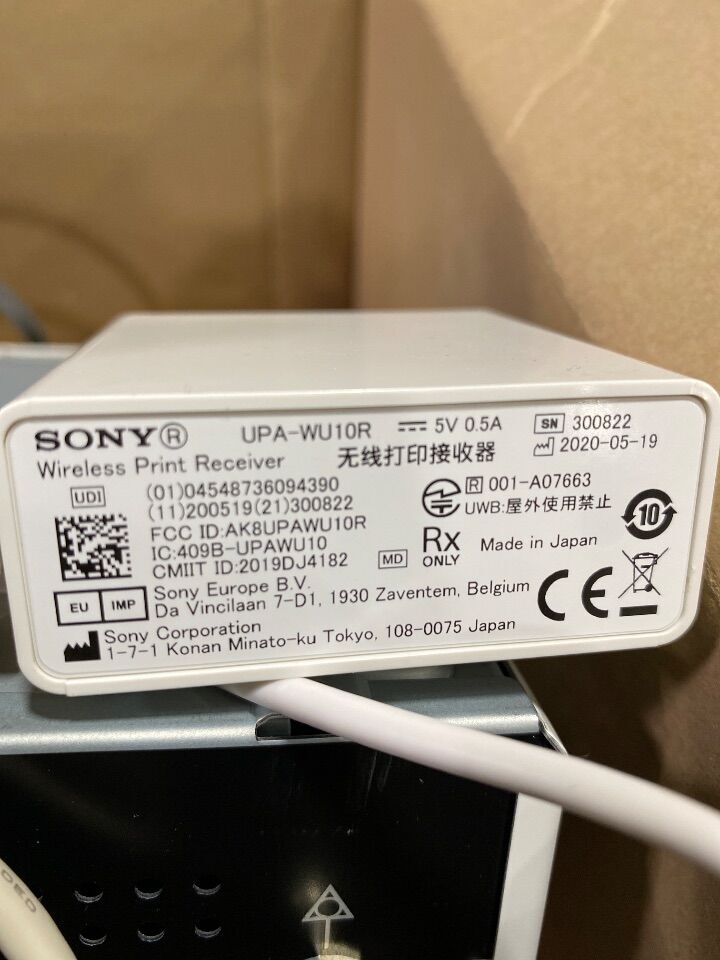 SONY® UPA-WU10R 5V 0.5A SN 300822
Wireless Print Receiver 无线打印接收器 2020-05-19
UDI (01)04548736094390
(11)200519(21)300822
R 001-A07663
UWB:屋外使用禁止
10
FCC ID:AK8UPAWU10R
IC:409B-UPAWU10
CMIIT ID:2019DJ4182 MD
Rx ONLY
Made in Japan
EU IMP Sony Europe B.V.
Da Vincilaan 7-D1, 1930 Zaventem, Belgium
CE
Sony Corporation
1-7-1 Konan Minato-ku Tokyo, 108-0075 Japan